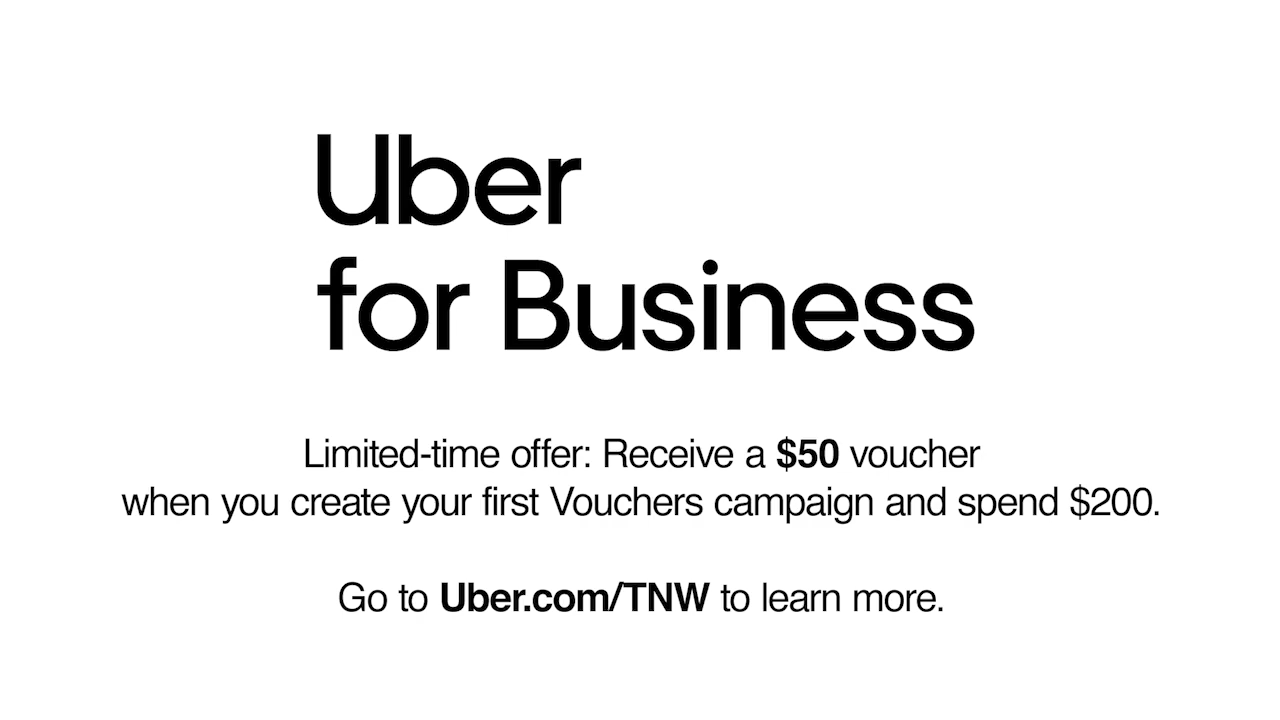 Uber
for Business
Limited-time offer: Receive a $50 voucher
when you create your first Vouchers campaign and spend $200.
Go to Uber.com/TNW to learn more.